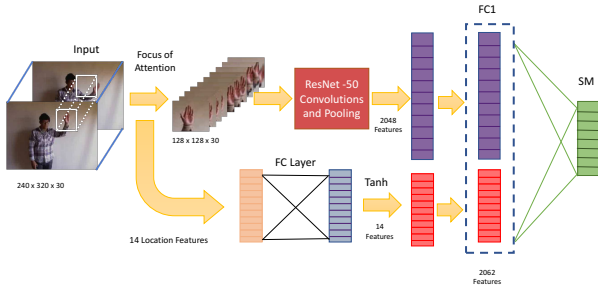 Input
Focus of
Attention
240 x 320 x 30
128 x 128 x 30
ResNet -50
Convolutions
and Pooling
2048
Features
FC1
SM
14 Location Features
FC Layer
Tanh
14
Features
2062
Features